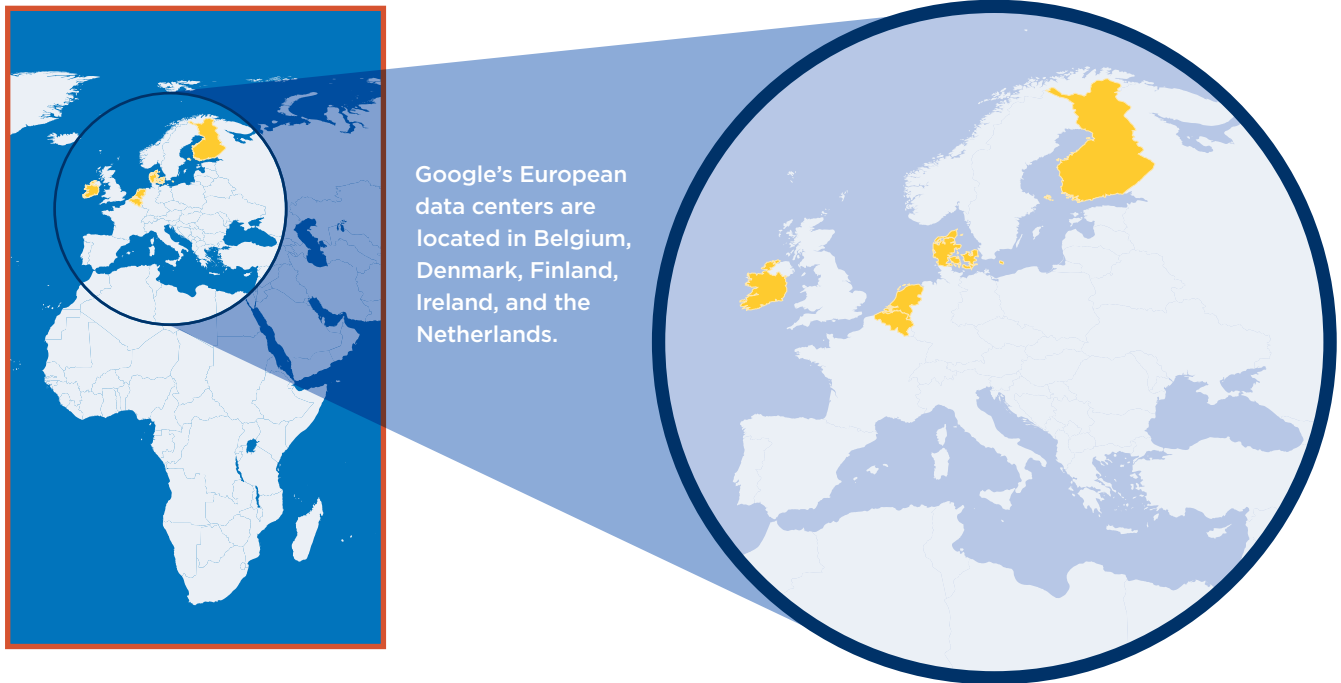 Google’s European
data centers are
located in Belgium,
Denmark, Finland,
Ireland, and the
Netherlands.